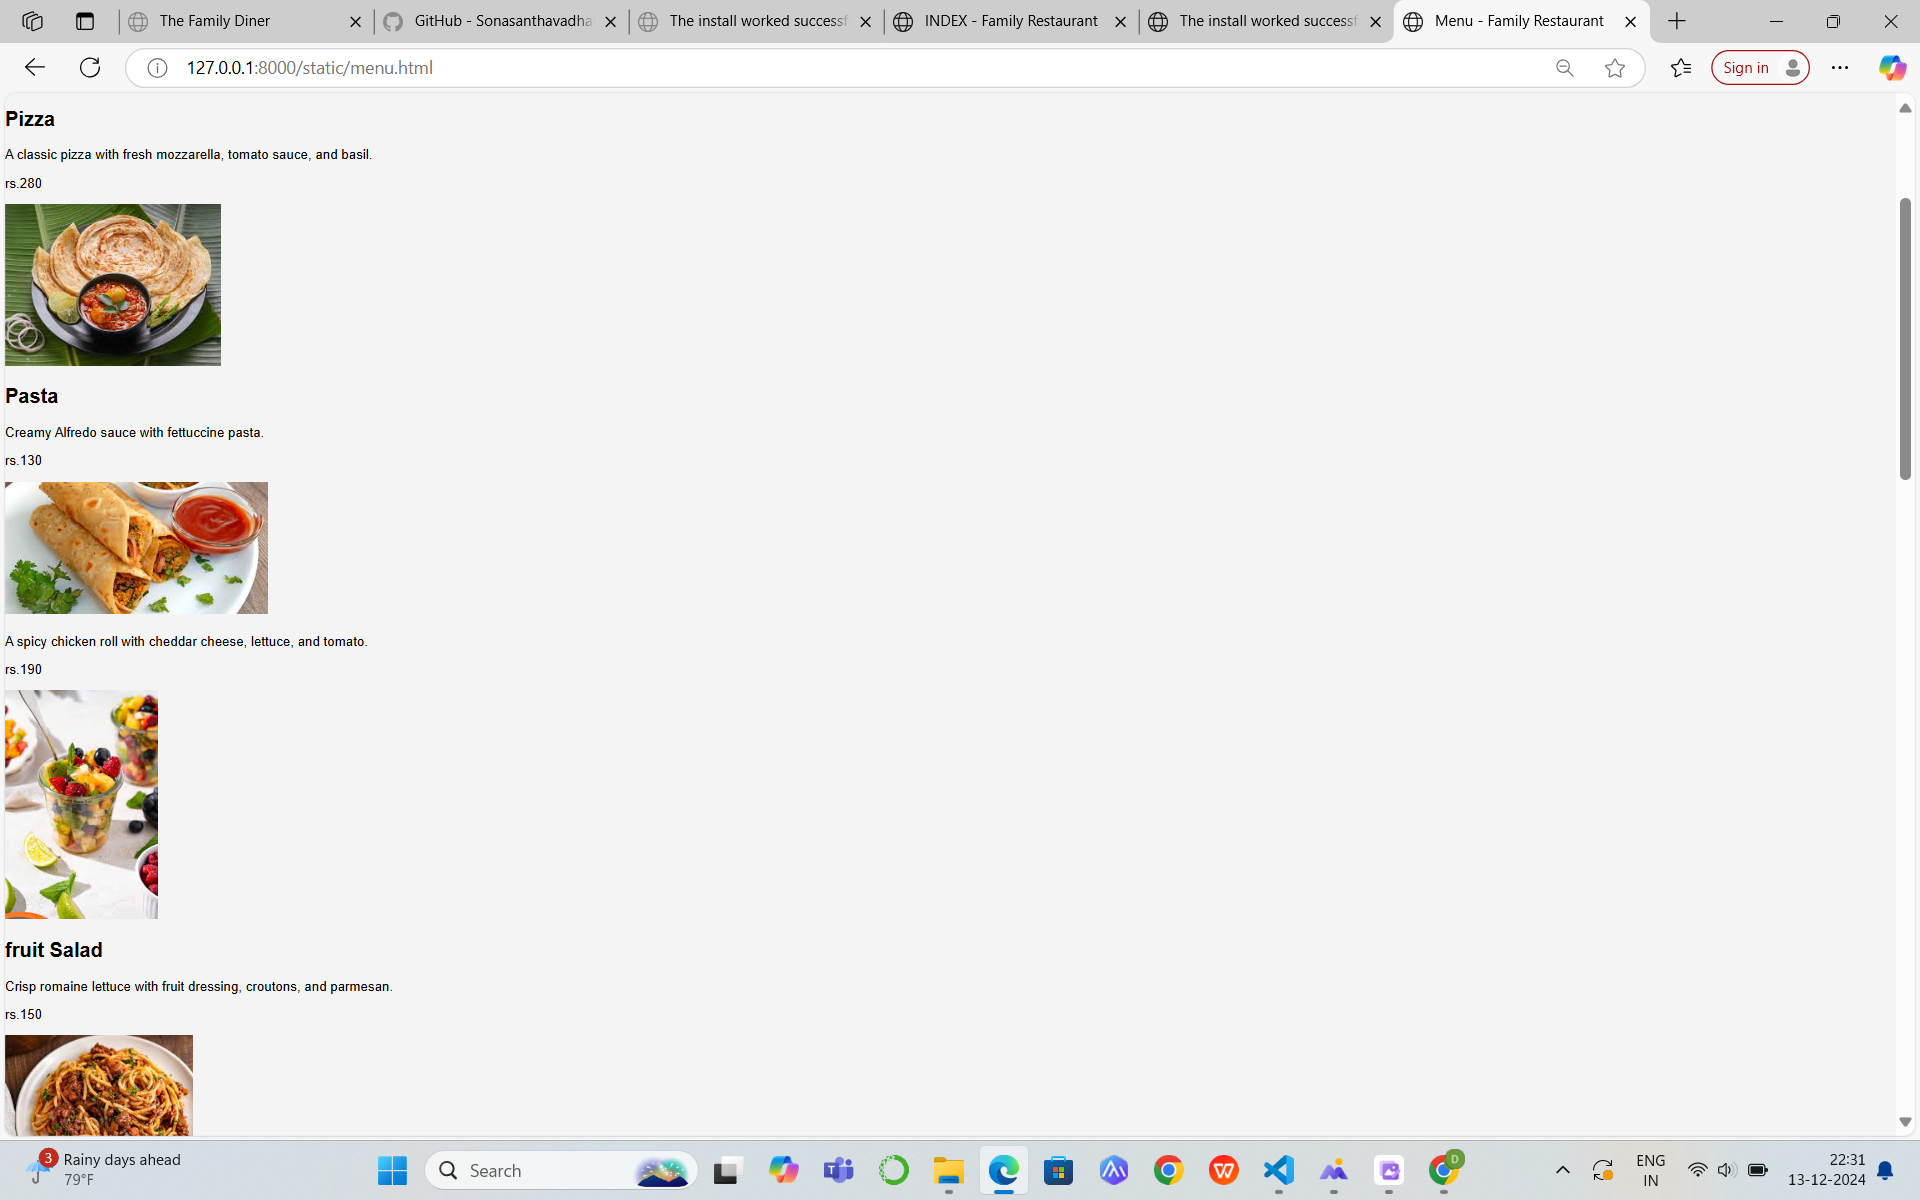 The Family Diner
GitHub - Sonasanthavadha
The install worked successf
INDEX - Family Restaurant
The install worked successf
Menu - Family Restaurant
127.0.0.1:8000/static/menu.html
Sign in
Pizza
A classic pizza with fresh mozzarella, tomato sauce, and basil.
rs.280
Pasta
Creamy Alfredo sauce with fettuccine pasta.
rs.130
A spicy chicken roll with cheddar cheese, lettuce, and tomato.
rs.190
fruit Salad
Crisp romaine lettuce with fruit dressing, croutons, and parmesan.
rs.150
3
Rainy days ahead
79°F
Search
D
ENG
IN
22:31
13-12-2024